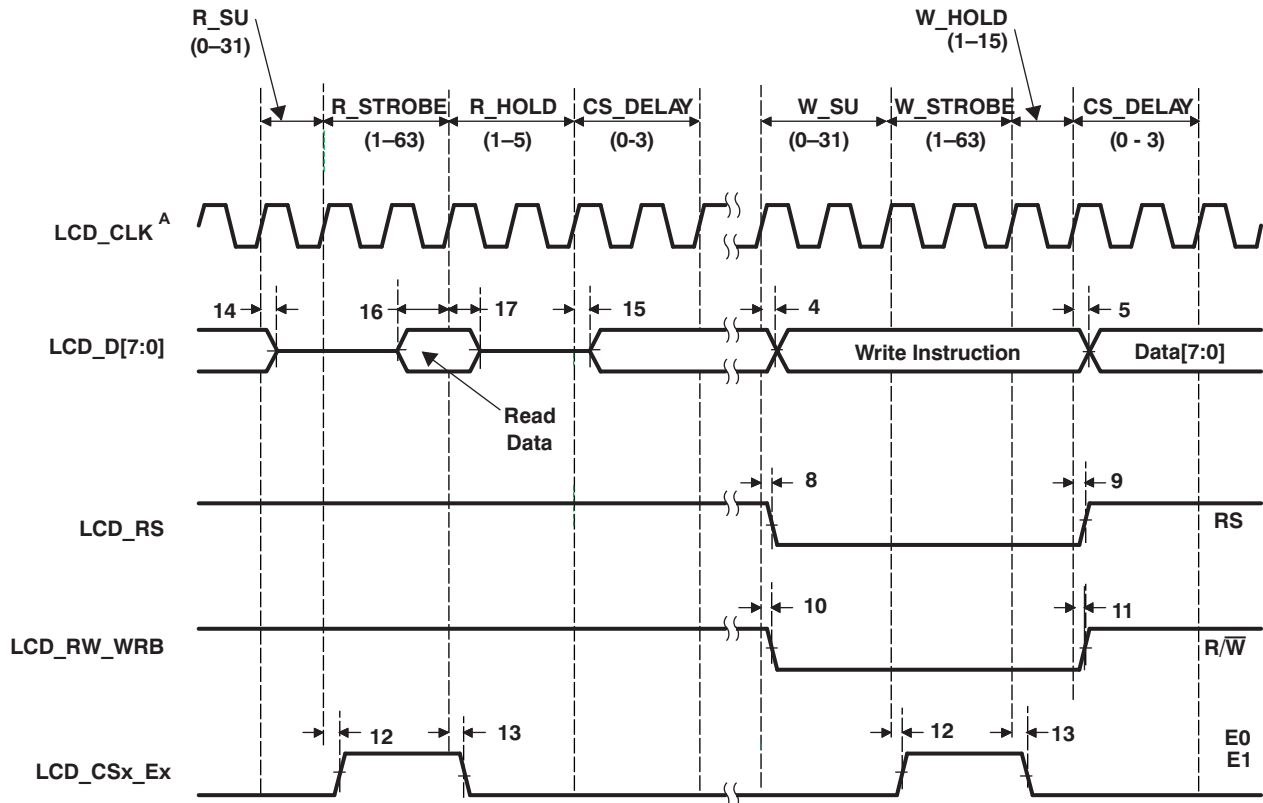 R_SU
(0–31)
W_HOLD
(1–15)
R_STROBE R_HOLD CS_DELAY W_SU W_STROBE CS_DELAY
(1–63) (1–5) (0-3) (0–31) (1–63) (0 - 3)
LCD_CLK A
14 16 17 15 4 5
LCD_D[7:0] Write Instruction Data[7:0]
Read
Data
8 9
LCD_RS RS
10 11
LCD_RW_WRB R/W̅
12 13 12 13
E0
E1
LCD_CSx_Ex